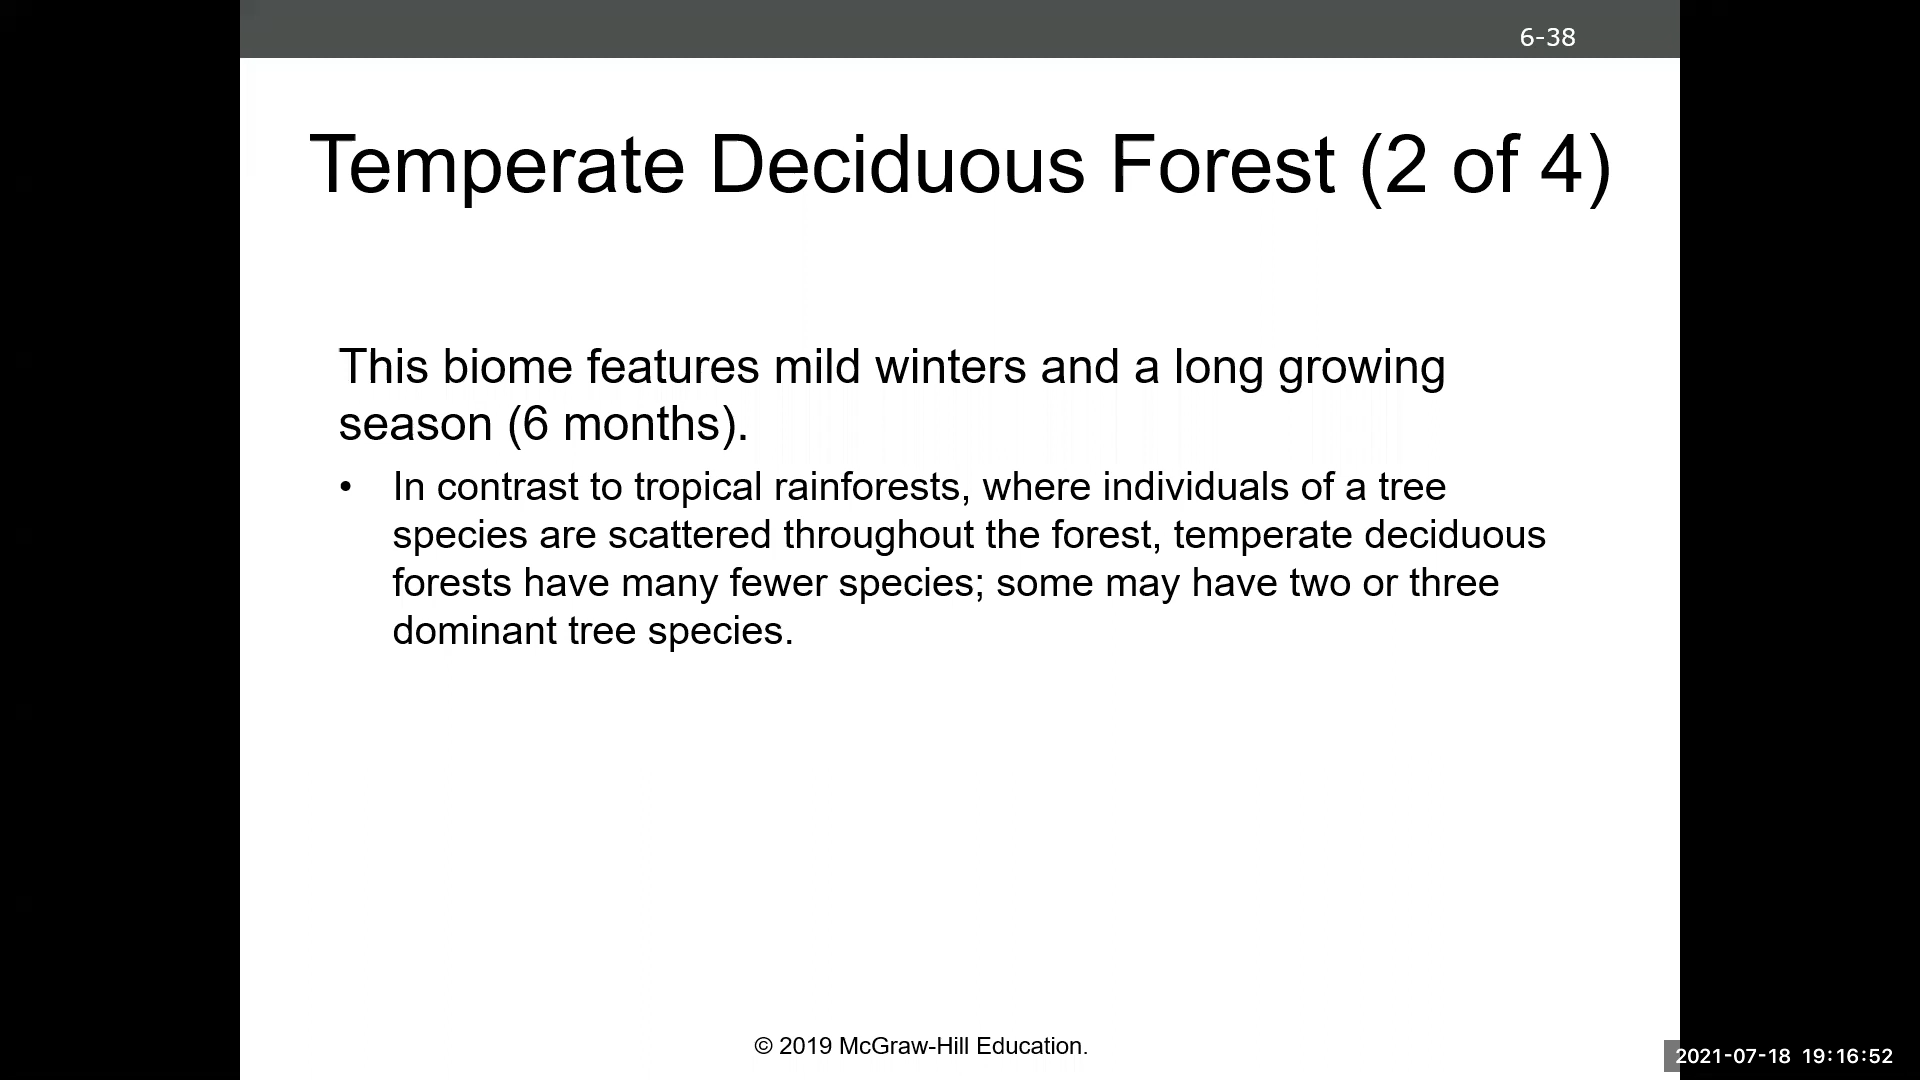 6-38
Temperate Deciduous Forest (2 of 4)
This biome features mild winters and a long growing
season (6 months).
• In contrast to tropical rainforests, where individuals of a tree
species are scattered throughout the forest, temperate deciduous
forests have many fewer species; some may have two or three
dominant tree species.
© 2019 McGraw-Hill Education.
2021-07-18 19:16:52